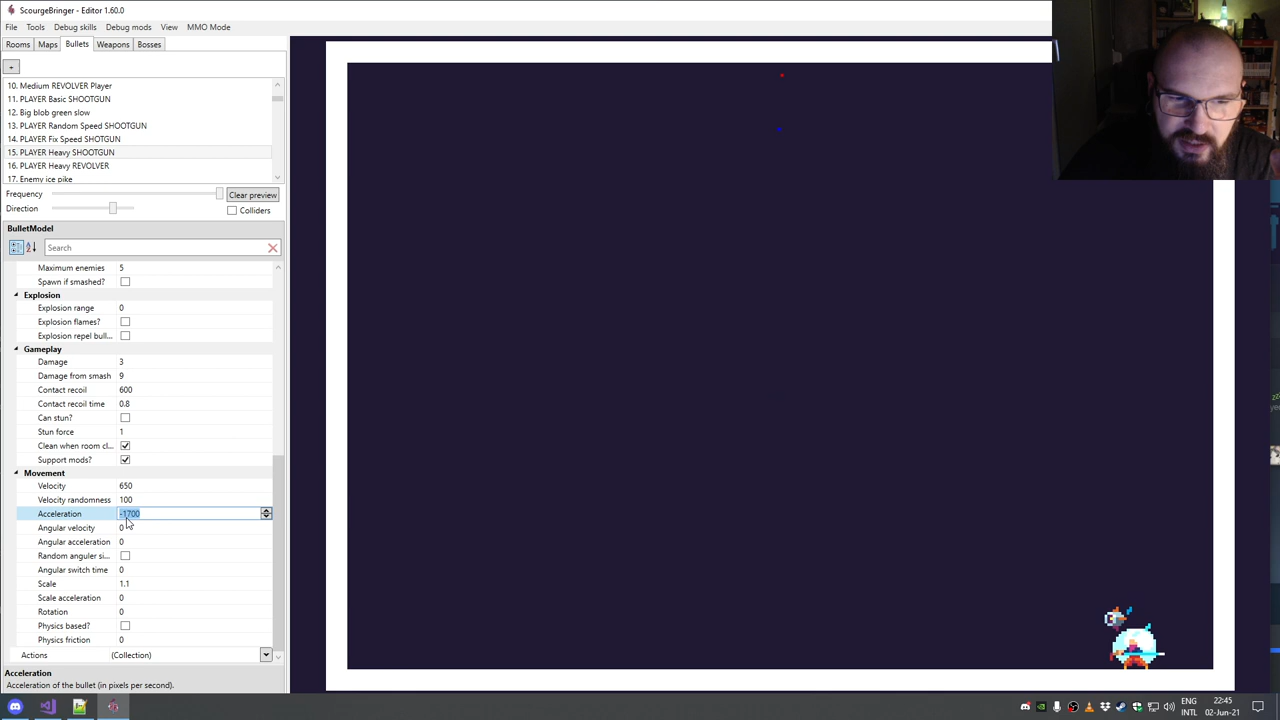 ScourgeBringer - Editor 1.60.0
File Tools Debug skills Debug mods View MMO Mode
Rooms Maps Bullets Weapons Bosses
+
10. Medium REVOLVER Player
11. PLAYER Basic SHOOTGUN
12. Big blob green slow
13. PLAYER Random Speed SHOOTGUN
14. PLAYER Fix Speed SHOTGUN
15. PLAYER Heavy SHOOTGUN
16. PLAYER Heavy REVOLVER
17. Enemy ice pike
Frequency Clear preview
Direction Colliders
BulletModel
Search
Maximum enemies 5
Spawn if smashed?
Explosion
Explosion range 0
Explosion flames?
Explosion repel bull...
Gameplay
Damage 3
Damage from smash 9
Contact recoil 600
Contact recoil time 0.8
Can stun?
Stun force 1
Clean when room cl...
Support mods?
Movement
Velocity 650
Velocity randomness 100
Acceleration -1700
Angular velocity 0
Angular acceleration 0
Random anguler si...
Angular switch time 0
Scale 1.1
Scale acceleration 0
Rotation 0
Physics based?
Physics friction 0
Actions (Collection)
Acceleration
Acceleration of the bullet (in pixels per second).
ENG 22:45
INTL 02-Jun-21